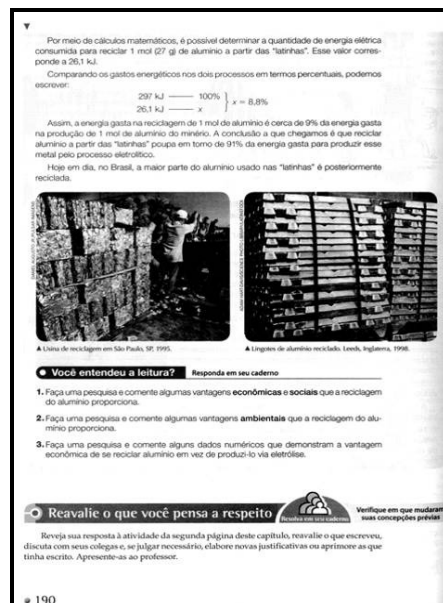 Por meio de cálculos matemáticos, é possível determinar a quantidade de energia elétrica
consumida para reciclar 1 mol (27 g) de alumínio a partir das "latinhas". Esse valor corres-
ponde a 26,1 kJ.
Comparando os gastos energéticos nos dois processos em termos percentuais, podemos
escrever:
297 kJ —— 100%
26,1 kJ —— x
x = 8,8%
Assim, a energia gasta na reciclagem de 1 mol de alumínio é cerca de 9% da energia gasta
na produção de 1 mol de alumínio do minério. A conclusão a que chegamos é que reciclar
alumínio a partir das "latinhas" poupa em torno de 91% da energia gasta para produzir esse
metal pelo processo eletrolítico.
Hoje em dia, no Brasil, a maior parte do alumínio usado nas "latinhas" é posteriormente
reciclada.
▲ Usina de reciclagem em São Paulo, SP, 1995.
▲ Lingotes de alumínio reciclado. Leeds, Inglaterra, 1998.
Você entendeu a leitura? Responda em seu caderno
1. Faça uma pesquisa e comente algumas vantagens econômicas e sociais que a reciclagem
do alumínio proporciona.
2. Faça uma pesquisa e comente algumas vantagens ambientais que a reciclagem do alu-
mínio proporciona.
3. Faça uma pesquisa e comente alguns dados numéricos que demonstram a vantagem
econômica de se reciclar alumínio em vez de produzi-lo via eletrólise.
Reavalie o que você pensa a respeito
Resolva em seu caderno
Verifique em que mudaram
suas concepções prévias
Reveja sua resposta à atividade da segunda página deste capítulo, reavalie o que escreveu,
discuta com seus colegas e, se julgar necessário, elabore novas justificativas ou aprimore as que
tinha escrito. Apresente-as ao professor.
190